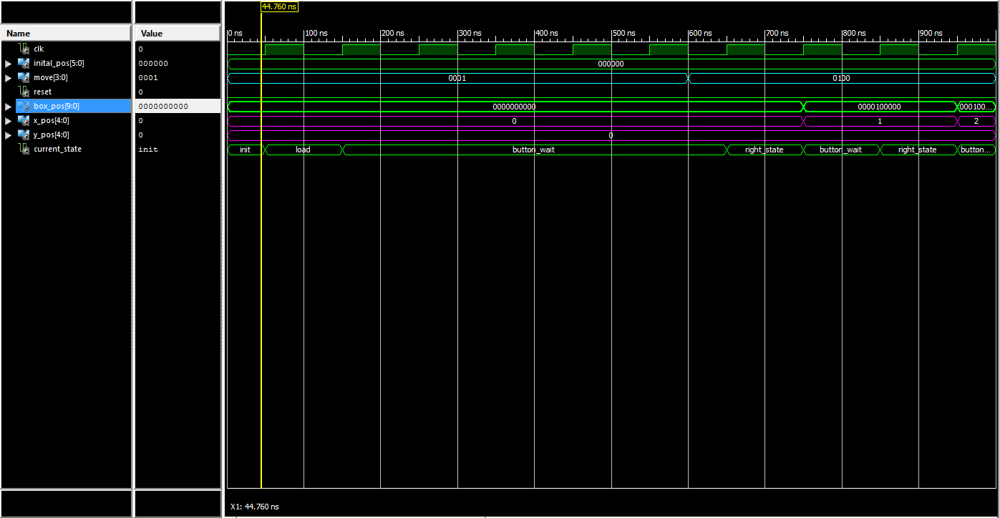 44.760 ns
Name Value
0 ns 100 ns 200 ns 300 ns 400 ns 500 ns 600 ns 700 ns 800 ns 900 ns
clk 0
inital_pos[5:0] 000000 000000
move[3:0] 0001 0001 0100
reset 0
box_pos[9:0] 0000000000 0000000000 0000100000 000100...
x_pos[4:0] 0 0 1 2
y_pos[4:0] 0 0
current_state init init load button_wait right_state button_wait right_state button...
X1: 44.760 ns